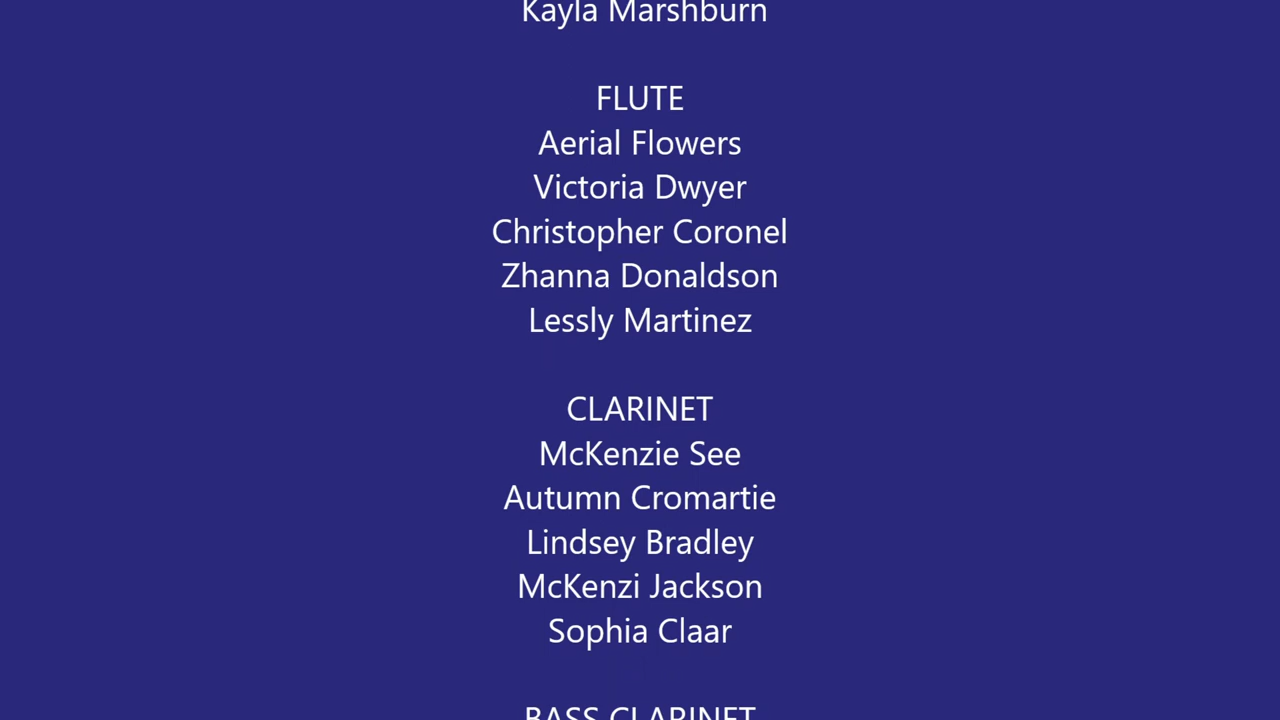 Kayla Marshburn
FLUTE
Aerial Flowers
Victoria Dwyer
Christopher Coronel
Zhanna Donaldson
Lessly Martinez
CLARINET
McKenzie See
Autumn Cromartie
Lindsey Bradley
McKenzi Jackson
Sophia Claar
BASS CLARINET